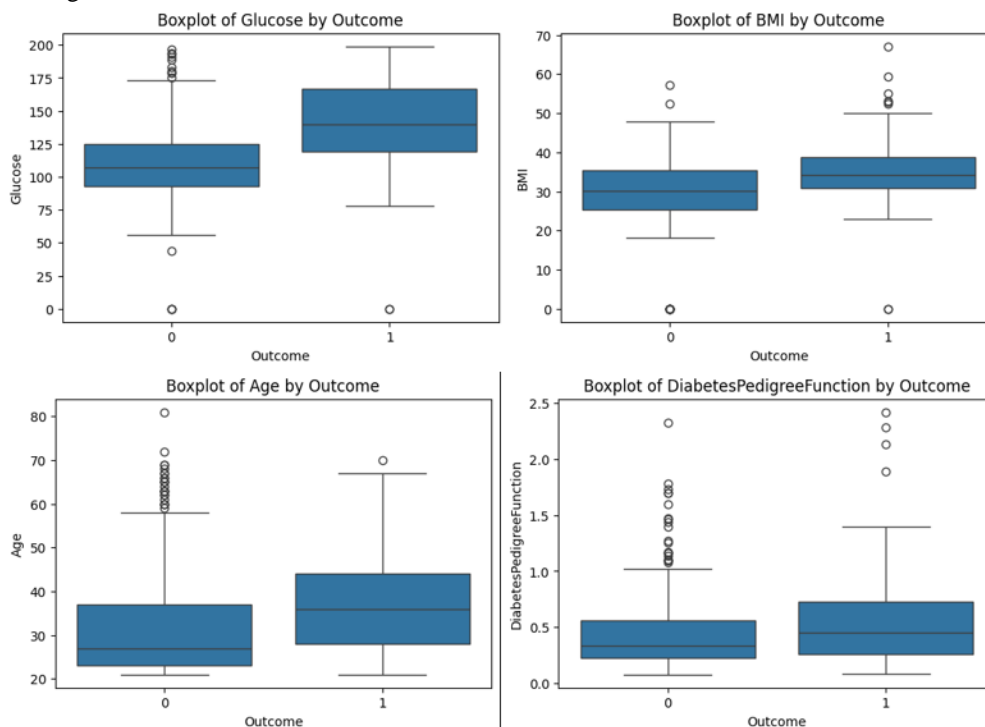 Boxplot of Glucose by Outcome
200
175
150
125
100
75
50
25
0
Glucose
0 1
Outcome
Boxplot of BMI by Outcome
70
60
50
40
30
20
10
0
BMI
0 1
Outcome
Boxplot of Age by Outcome
80
70
60
50
40
30
20
Age
0 1
Outcome
Boxplot of DiabetesPedigreeFunction by Outcome
2.5
2.0
1.5
1.0
0.5
0.0
DiabetesPedigreeFunction
0 1
Outcome